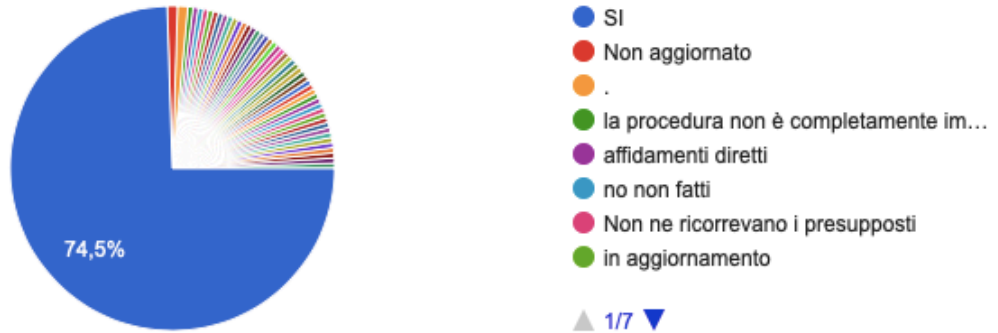 74,5%
SI
Non aggiornato
.
la procedura non è completamente im…
affidamenti diretti
no non fatti
Non ne ricorrevano i presupposti
in aggiornamento
1/7